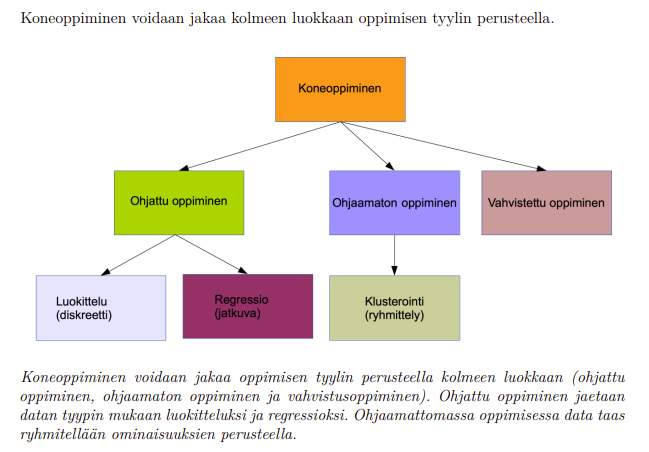 Koneoppiminen voidaan jakaa kolmeen luokkaan oppimisen tyylin perusteella.
Koneoppiminen
Ohjattu oppiminen
Ohjaamaton oppiminen
Vahvistettu oppiminen
Luokittelu
(diskreetti)
Regressio
(jatkuva)
Klusterointi
(ryhmittely)
Koneoppiminen voidaan jakaa oppimisen tyylin perusteella kolmeen luokkaan (ohjattu
oppiminen, ohjaamaton oppiminen ja vahvistusoppiminen). Ohjattu oppiminen jaetaan
datan tyypin mukaan luokitteluksi ja regressioksi. Ohjaamattomassa oppimisessa data taas
ryhmitellään ominaisuuksien perusteella.